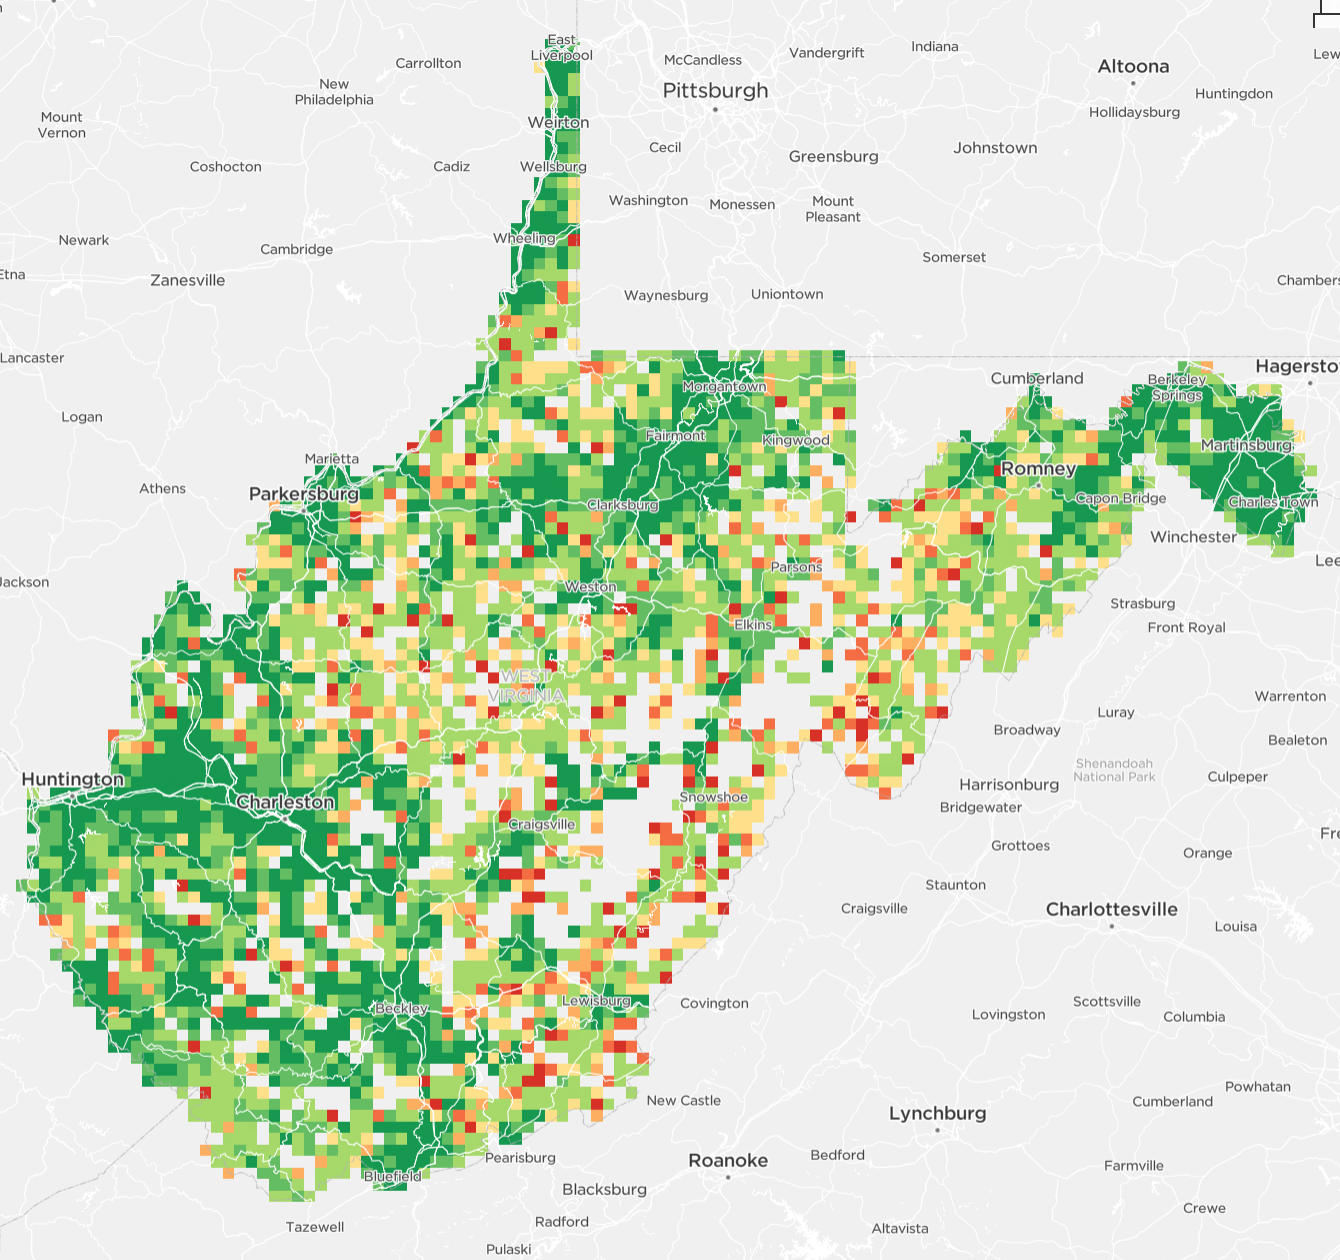 East
Liverpool
McCandless
Vandergrift
Indiana
Lew
Carrollton
Altoona
Pittsburgh
New
Philadelphia
Huntingdon
Hollidaysburg
Mount
Vernon
Weirton
Cecil
Greensburg
Johnstown
Coshocton
Cadiz
Wellsburg
Washington
Monessen
Mount
Pleasant
Newark
Cambridge
Wheeling
Somerset
Etna
Zanesville
Waynesburg
Uniontown
Chambers
Lancaster
Hagersto
Cumberland
Berkeley
Springs
Morgantown
Logan
Fairmont
Kingwood
Martinsburg
Marietta
Romney
Athens
Parkersburg
Clarksburg
Capon Bridge
Charles Town
Winchester
Jackson
Weston
Parsons
Lee
Strasburg
Elkins
Front Royal
WEST
VIRGINIA
Warrenton
Luray
Broadway
Bealeton
Shenandoah
National Park
Huntington
Harrisonburg
Culpeper
Charleston
Snowshoe
Bridgewater
Craigsville
Fre
Grottoes
Orange
Staunton
Craigsville
Charlottesville
Louisa
Beckley
Lewisburg
Covington
Lovingston
Scottsville
Columbia
Powhatan
New Castle
Lynchburg
Cumberland
Pearisburg
Roanoke
Bedford
Farmville
Bluefield
Blacksburg
Crewe
Tazewell
Radford
Altavista
Pulaski